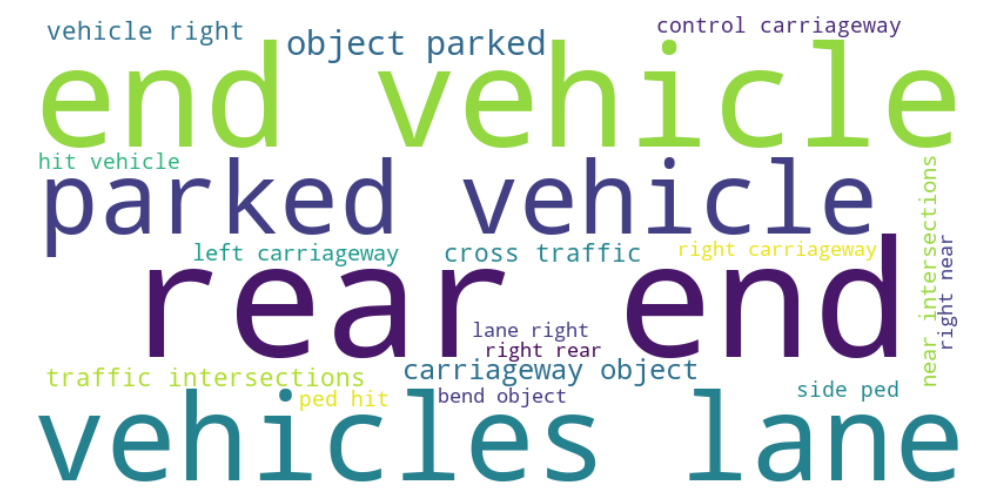 vehicle right
control carriageway
object parked
end vehicle
hit vehicle
parked vehicle
near intersections
right near
left carriageway
cross traffic
right carriageway
rear end
lane right
right rear
carriageway object
traffic intersections
side ped
ped hit
bend object
vehicles lane